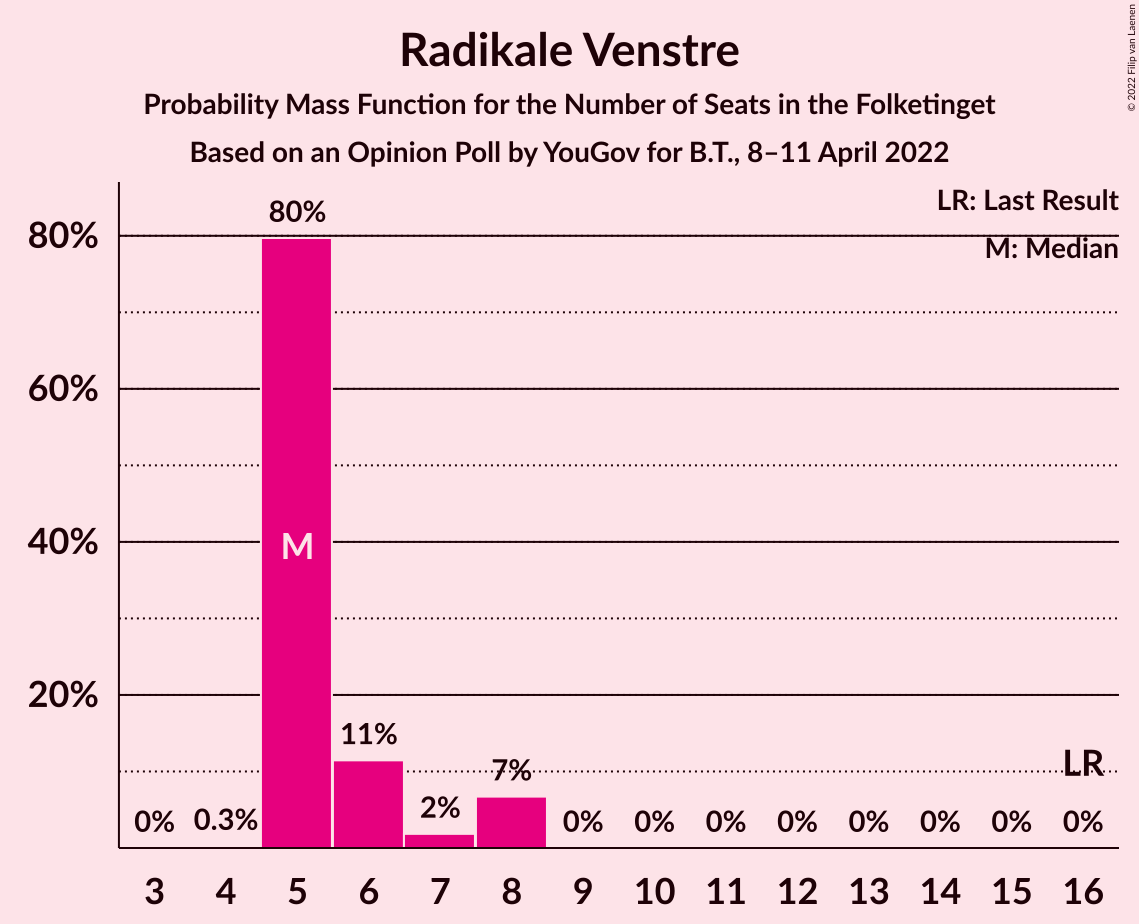 Radikale Venstre
Probability Mass Function for the Number of Seats in the Folketinget
Based on an Opinion Poll by YouGov for B.T., 8–11 April 2022
© 2022 Filip van Laenen
LR: Last Result
M: Median
80%
60%
40%
20%
0%
0.3%
80%
M
11%
2%
7%
0%
0%
0%
0%
0%
0%
0%
0%
LR
3 4 5 6 7 8 9 10 11 12 13 14 15 16